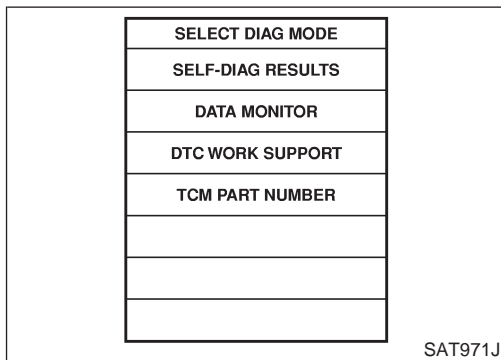 SELECT DIAG MODE
SELF-DIAG RESULTS
DATA MONITOR
DTC WORK SUPPORT
TCM PART NUMBER
SAT971J